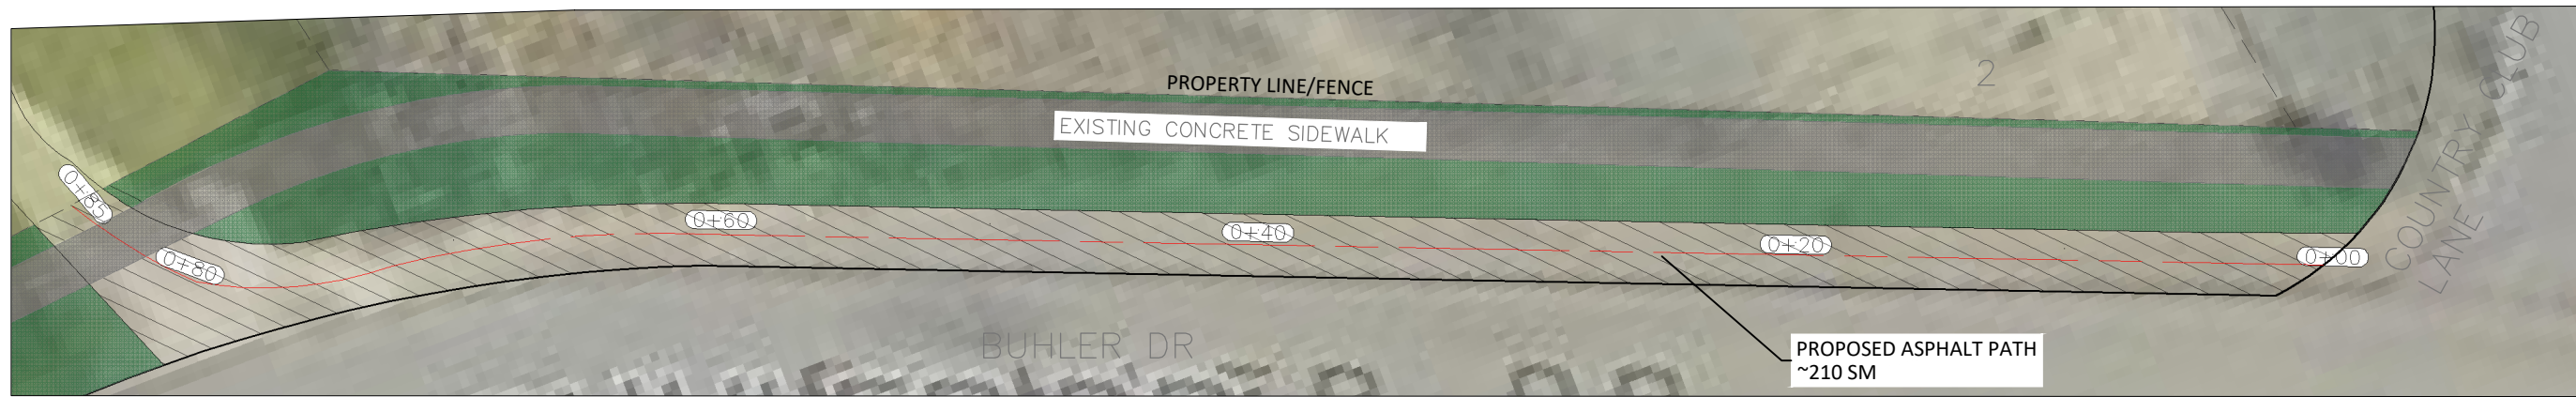 2
COUNTRY CLUB
LANE
PROPERTY LINE/FENCE
EXISTING CONCRETE SIDEWALK
0+85
0+80
0+60
0+40
0+20
0+00
BUHLER DR
PROPOSED ASPHALT PATH
~210 SM